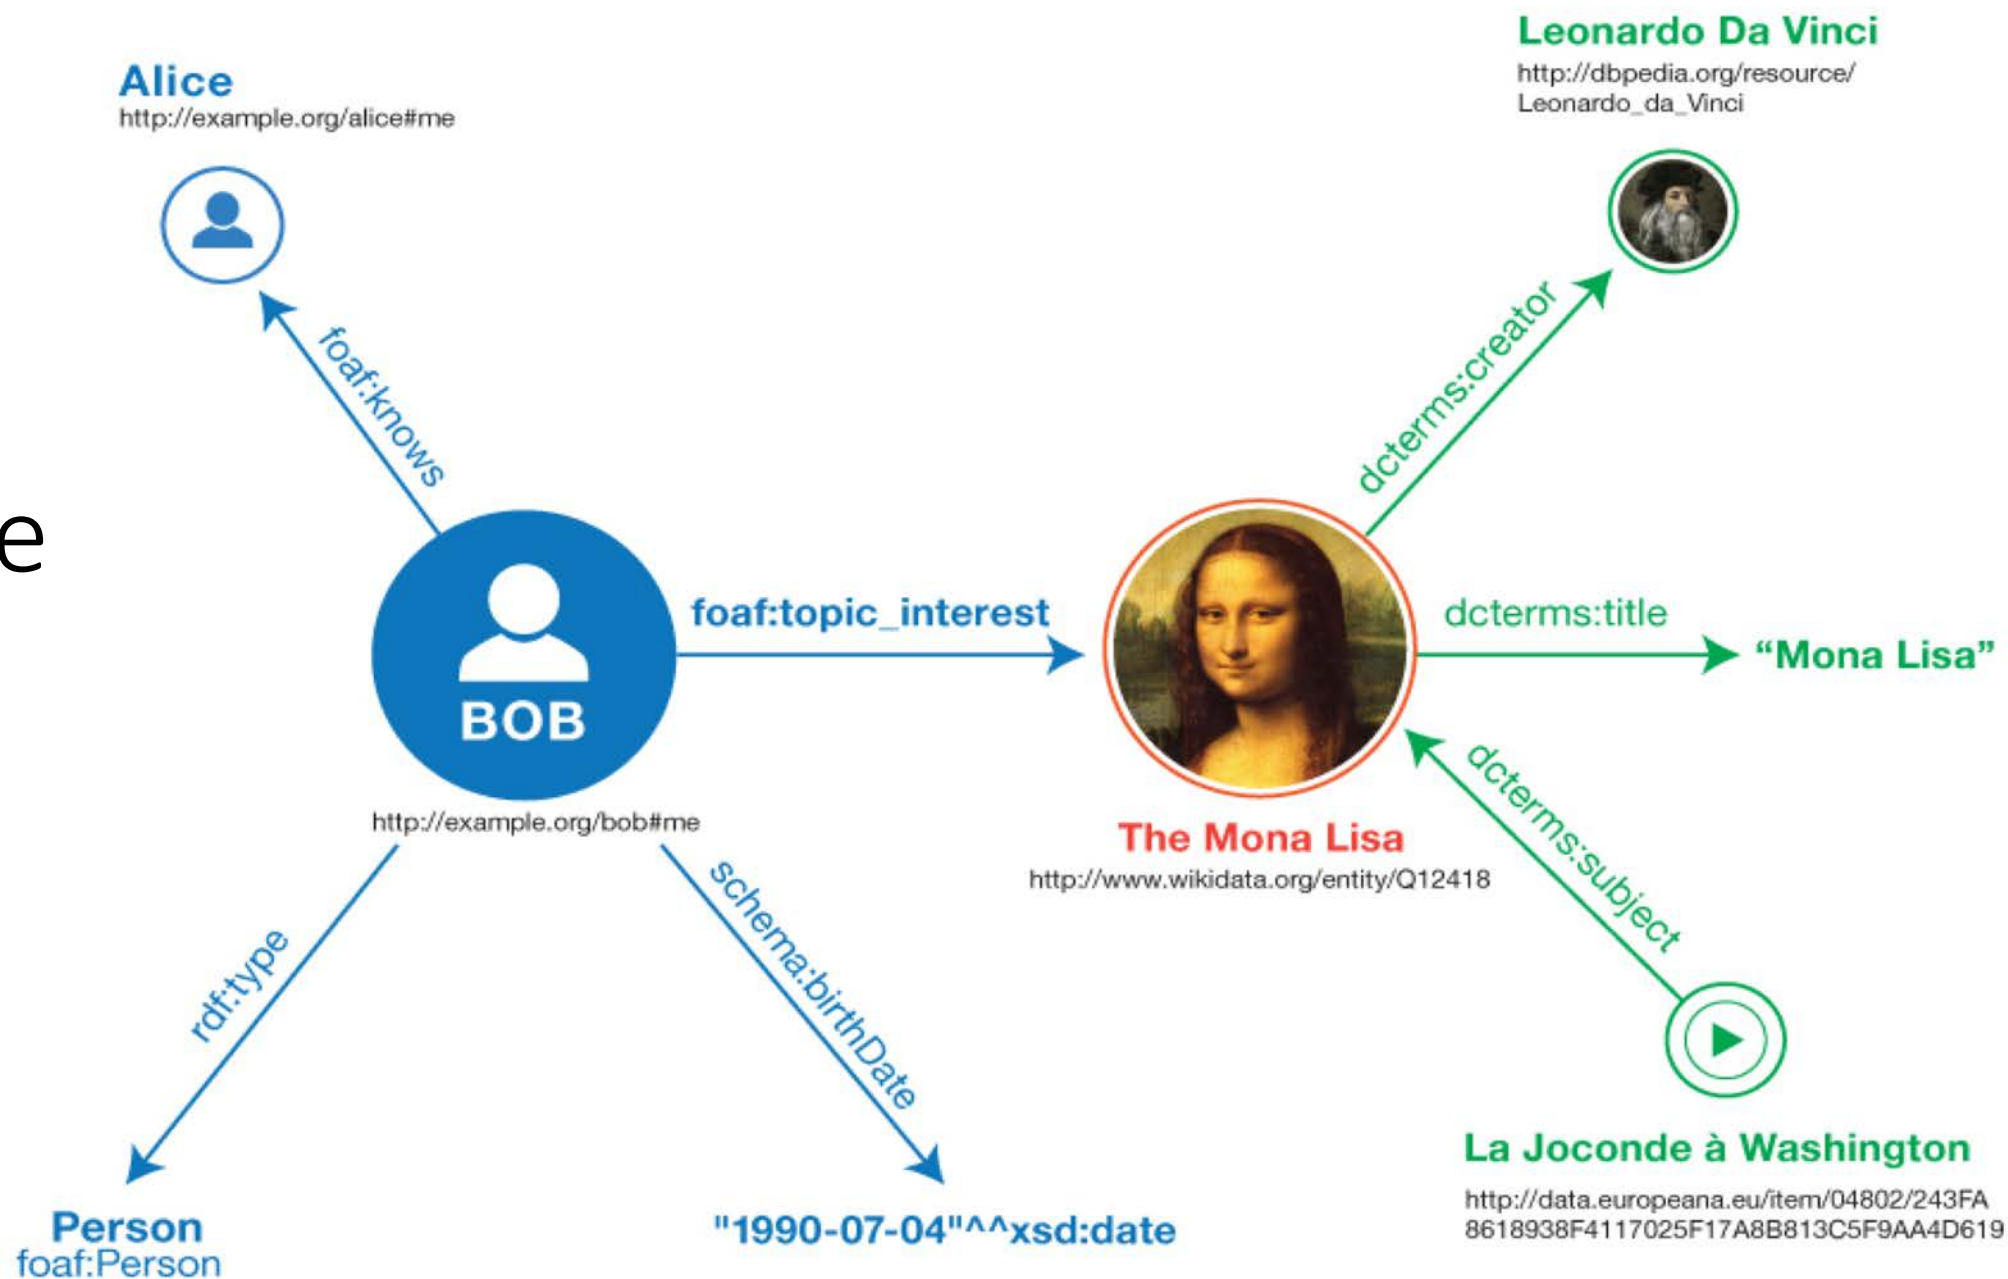 Leonardo Da Vinci
http://dbpedia.org/resource/
Leonardo_da_Vinci
Alice
http://example.org/alice#me
foaf:knows
dcterms:creator
e
foaf:topic_interest
dcterms:title
“Mona Lisa”
BOB
http://example.org/bob#me
The Mona Lisa
http://www.wikidata.org/entity/Q12418
dcterms:subject
rdf:type
schema:birthDate
La Joconde à Washington
http://data.europeana.eu/item/04802/243FA
8618938F4117025F17A8B813C5F9AA4D619
Person
foaf:Person
"1990-07-04"^^xsd:date